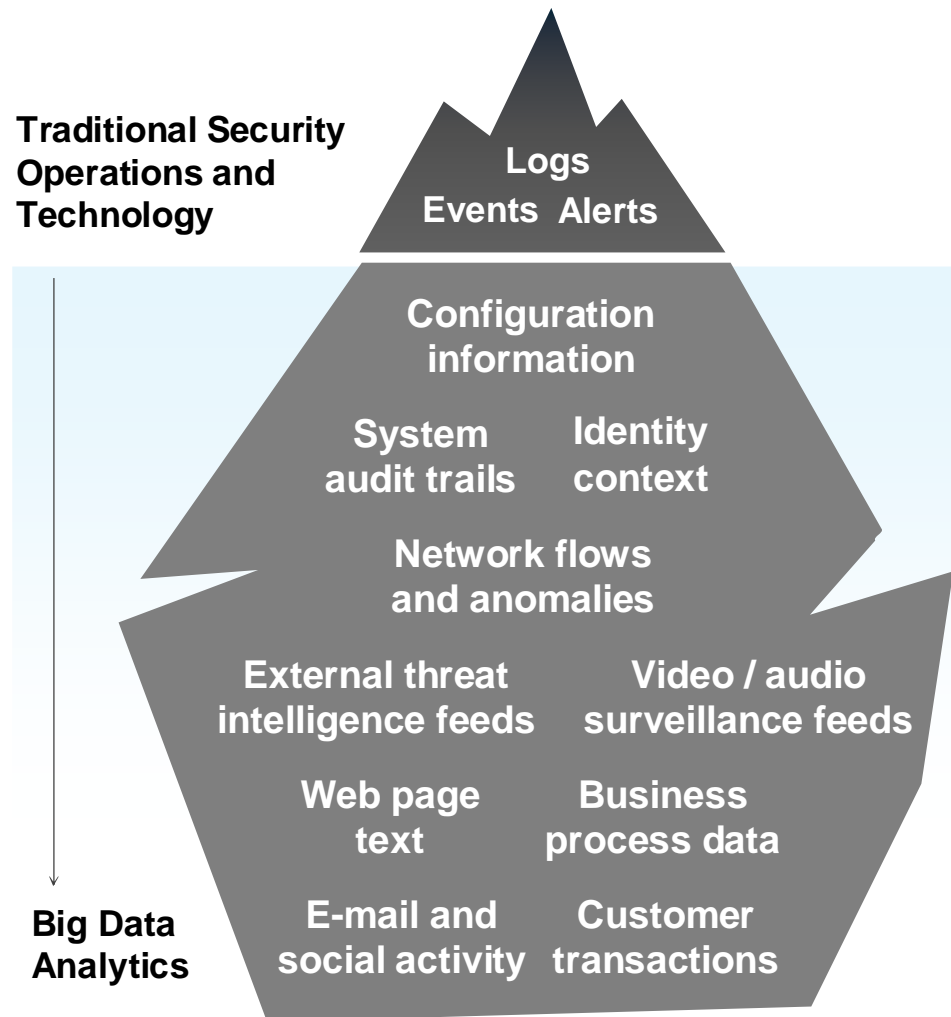 Traditional Security
Operations and
Technology
Logs
Events Alerts
Configuration
information
System
audit trails
Identity
context
Network flows
and anomalies
External threat
intelligence feeds
Video / audio
surveillance feeds
Web page
text
Business
process data
E-mail and
social activity
Customer
transactions
Big Data
Analytics